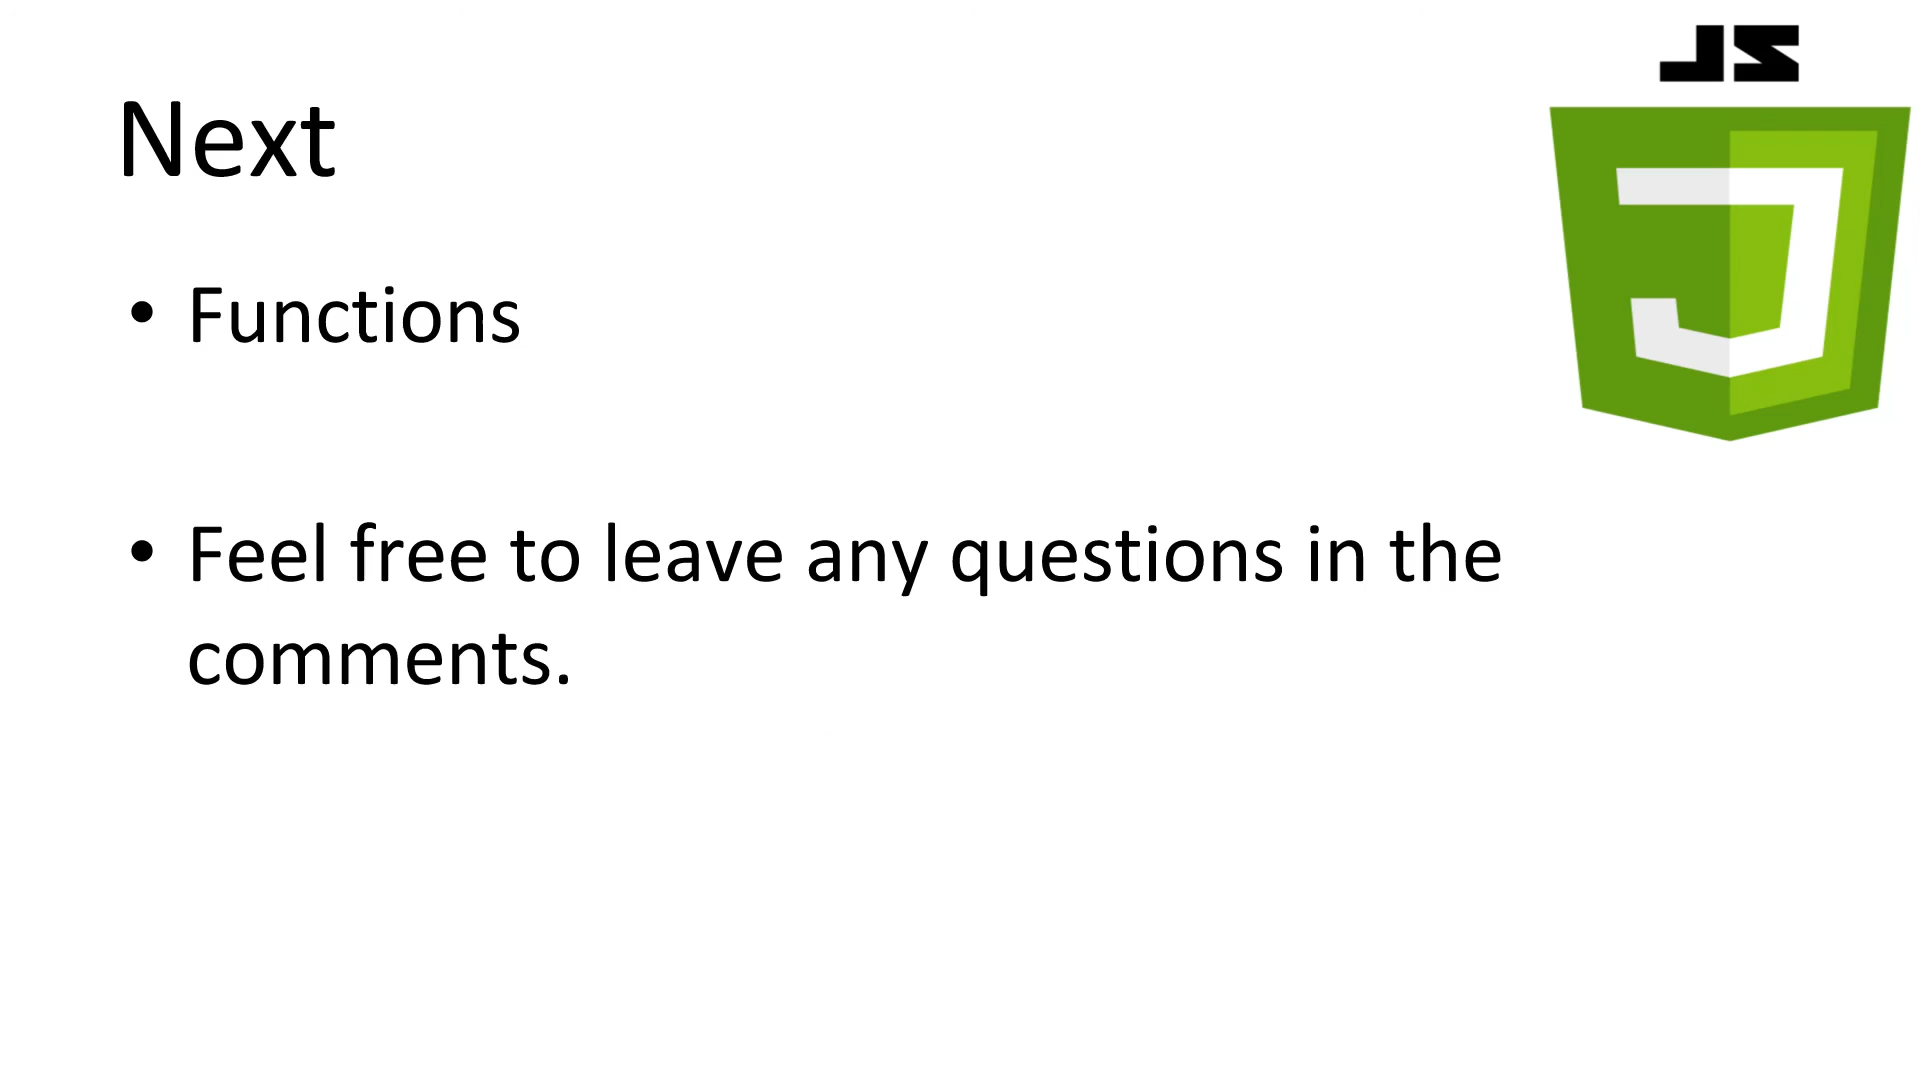 JS
Next
• Functions
• Feel free to leave any questions in the
comments.